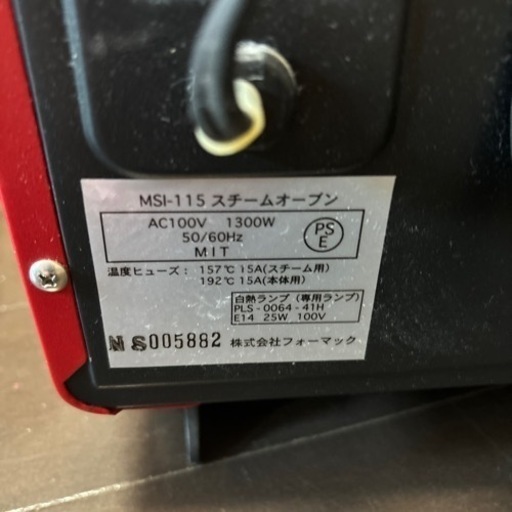 MSI-115 スチームオーブン
AC100V 1300W
50/60Hz
MIT
PS
E
温度ヒューズ： 157℃ 15A(スチーム用)
192℃ 15A(本体用)
白熱ランプ（専用ランプ）
PLS-0064-41H
E14 25W 100V
NS005882 株式会社フォーマック